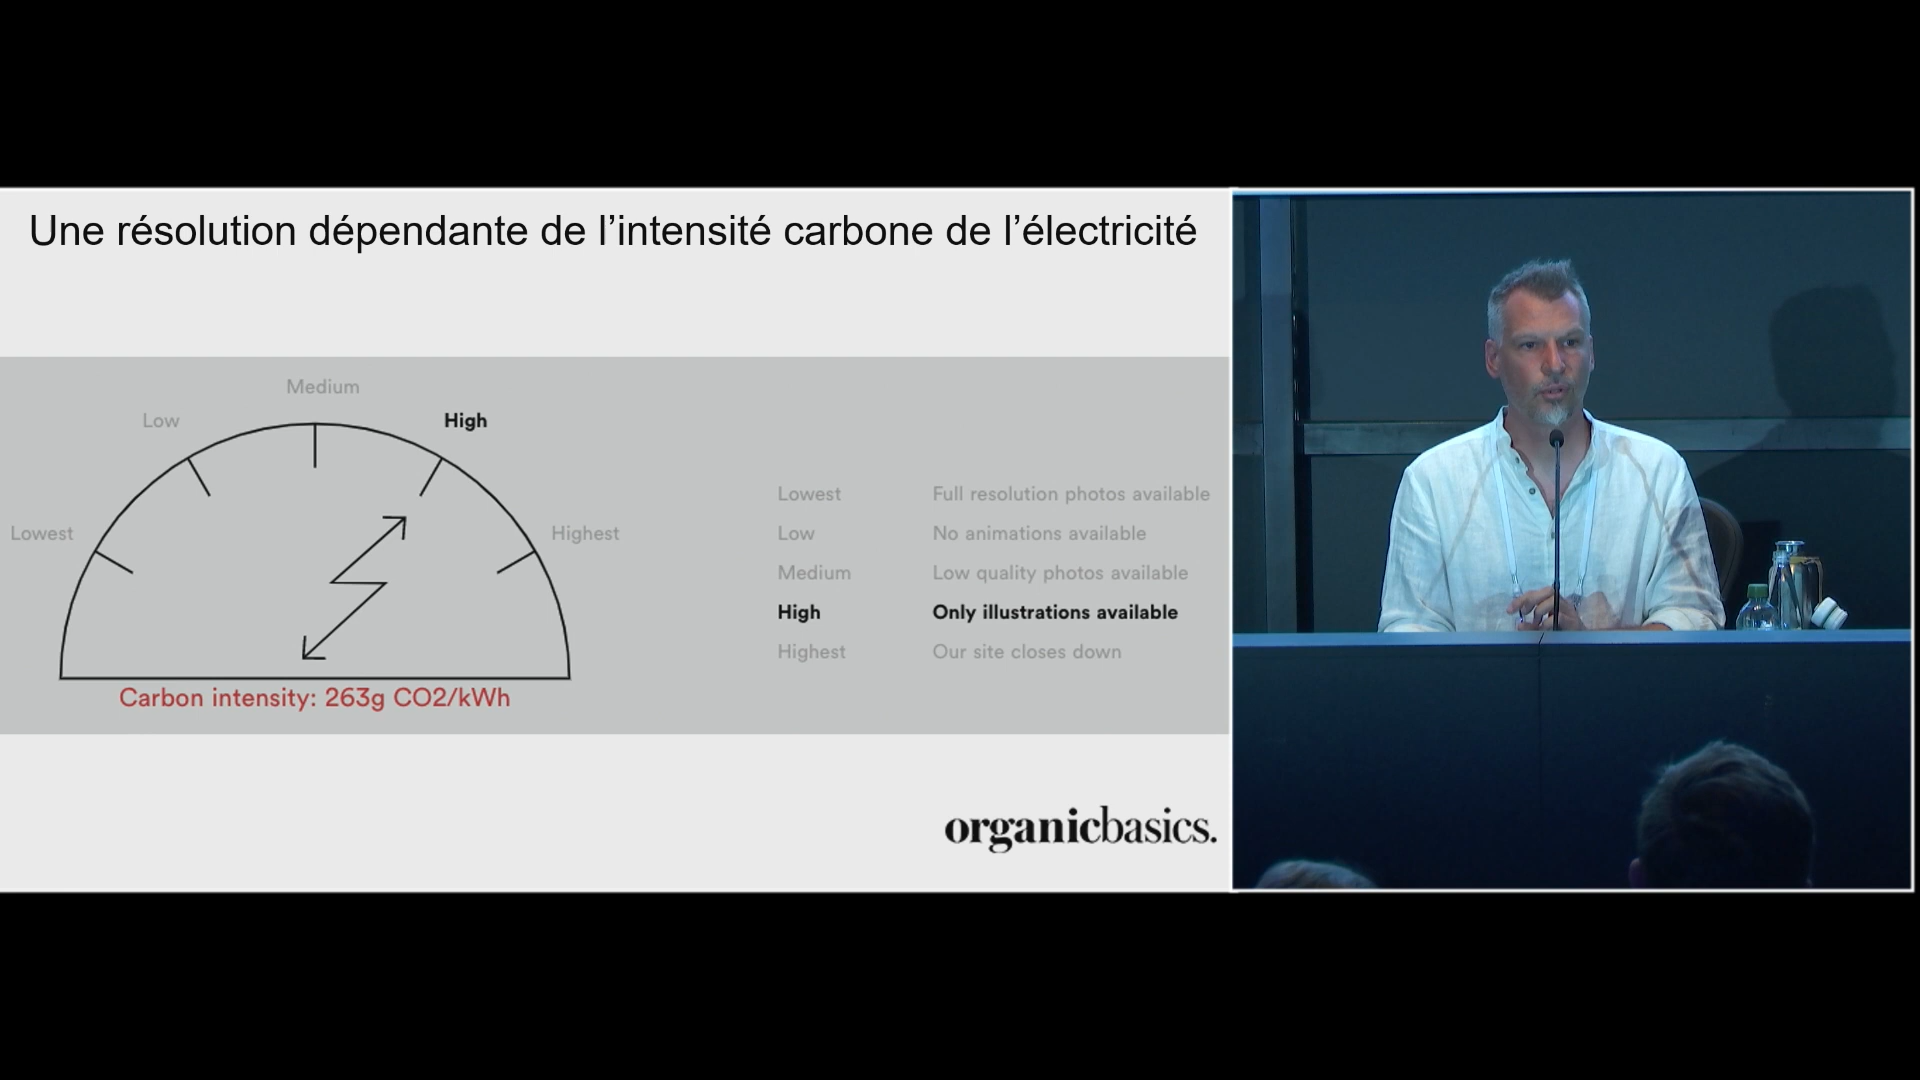 Une résolution dépendante de l’intensité carbone de l’électricité
Medium
Low
High
Lowest
Highest
Carbon intensity: 263g CO2/kWh
Lowest Full resolution photos available
Low No animations available
Medium Low quality photos available
High Only illustrations available
Highest Our site closes down
organicbasics.